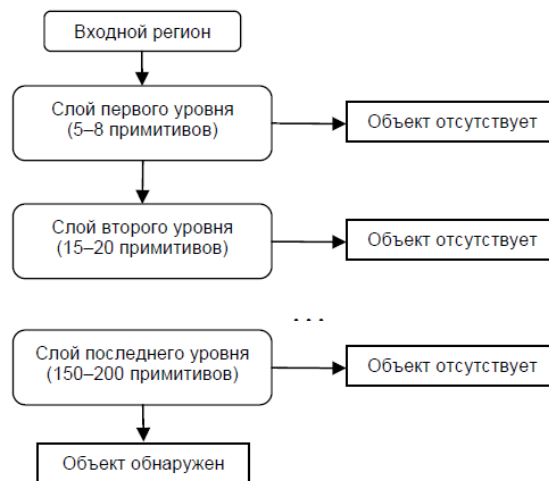 Входной регион
Слой первого уровня
(5–8 примитивов)
Объект отсутствует
Слой второго уровня
(15–20 примитивов)
Объект отсутствует
...
Слой последнего уровня
(150–200 примитивов)
Объект отсутствует
Объект обнаружен